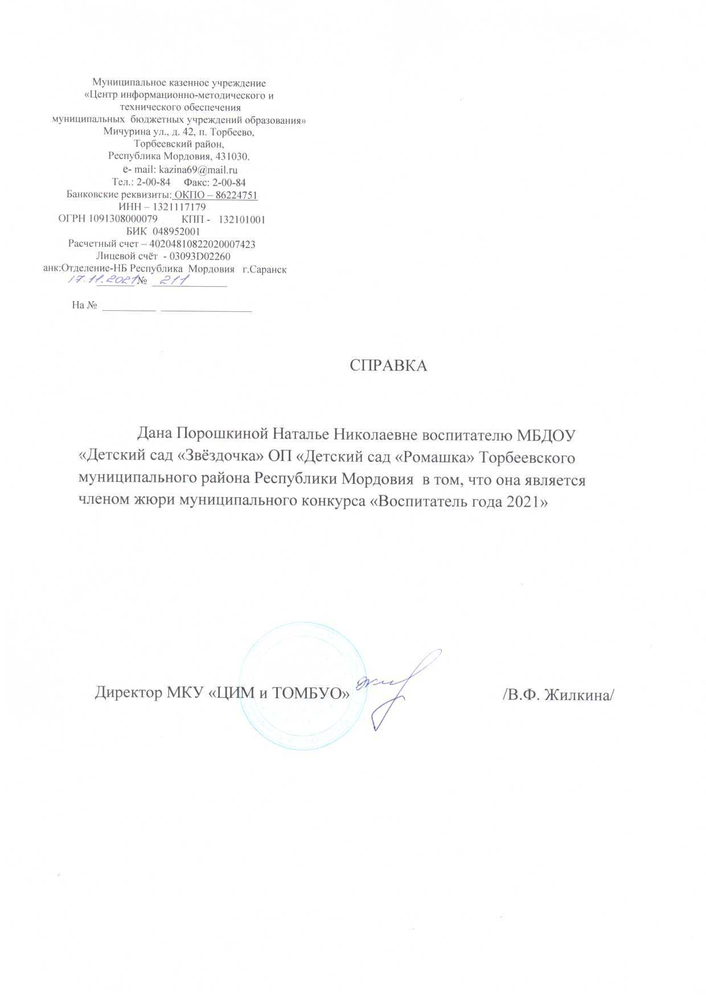 Муниципальное казенное учреждение
«Центр информационно-методического и
технического обеспечения
муниципальных бюджетных учреждений образования»
Мичурина ул., д. 42, п. Торбеево,
Торбеевский район,
Республика Мордовия, 431030.
е- mail: kazina69@mail.ru
Тел.: 2-00-84 Факс: 2-00-84
Банковские реквизиты: ОКПО – 86224751
ИНН – 1321117179
ОГРН 1091308000079 КПП - 132101001
БИК 048952001
Расчетный счет – 40204810822020007423
Лицевой счёт - 03093D02260
анк:Отделение-НБ Республика Мордовия г.Саранск
17.11.2021 № 211
На № __________ _________________
СПРАВКА
Дана Порошкиной Наталье Николаевне воспитателю МБДОУ
«Детский сад «Звёздочка» ОП «Детский сад «Ромашка» Торбеевского
муниципального района Республики Мордовия в том, что она является
членом жюри муниципального конкурса «Воспитатель года 2021»
Директор МКУ «ЦИМ и ТОМБУО» /В.Ф. Жилкина/